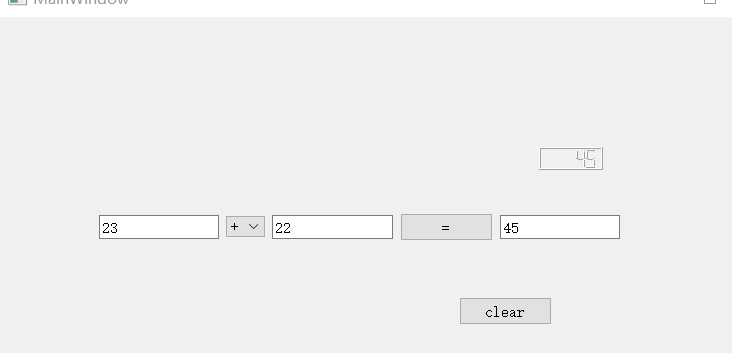 MainWindow
45
23 + 22 = 45
clear